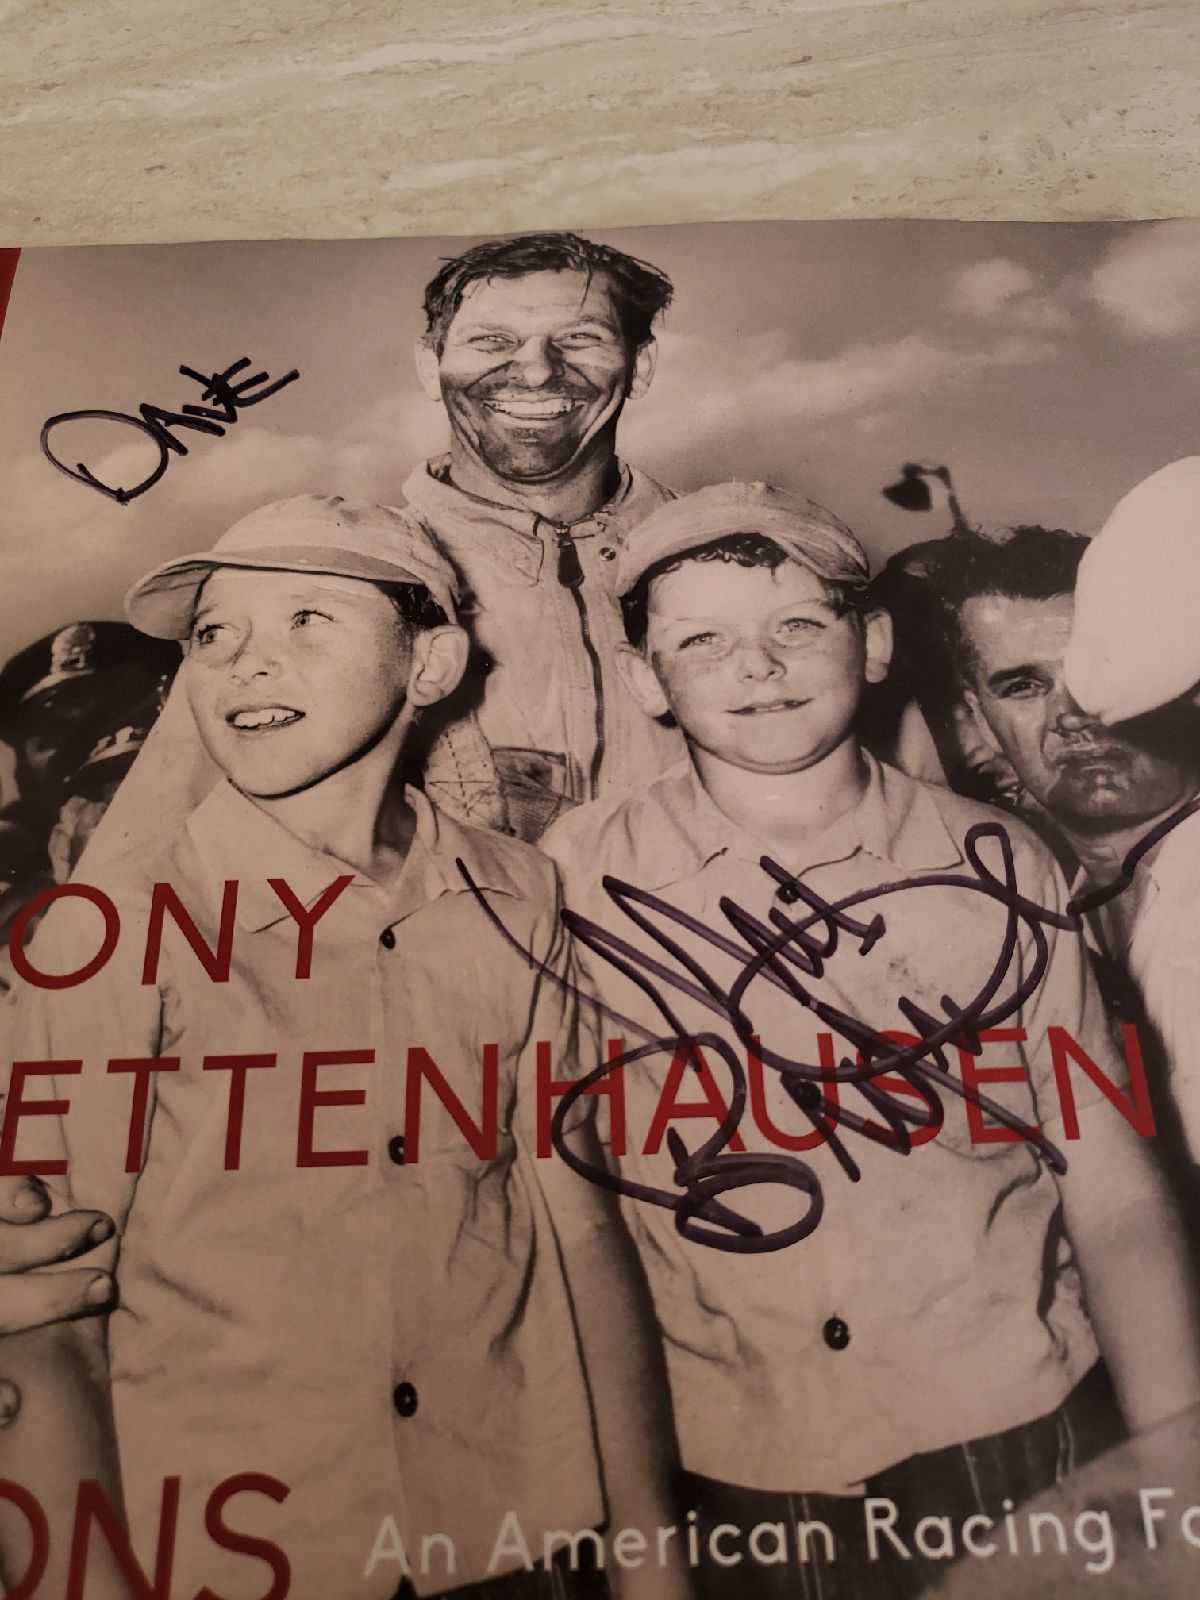 DAVE
ONY
ETTENHAUSEN
ONS
An American Racing Fa